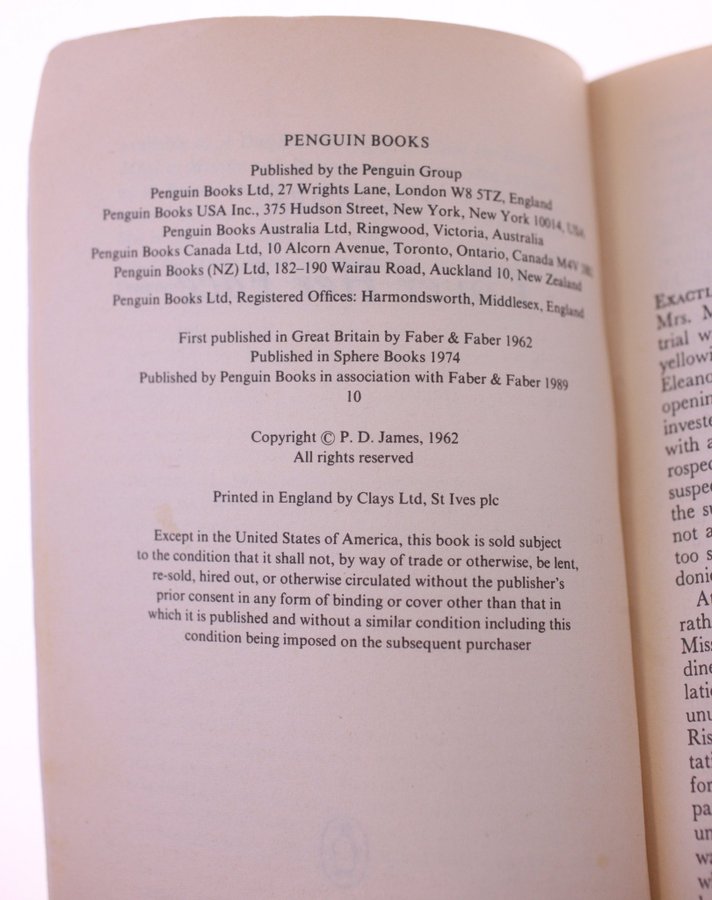 PENGUIN BOOKS
Published by the Penguin Group
Penguin Books Ltd, 27 Wrights Lane, London W8 5TZ, England
Penguin Books USA Inc., 375 Hudson Street, New York, New York 10014, USA
Penguin Books Australia Ltd, Ringwood, Victoria, Australia
Penguin Books Canada Ltd, 10 Alcorn Avenue, Toronto, Ontario, Canada M4V
Penguin Books (NZ) Ltd, 182–190 Wairau Road, Auckland 10, New Zealand
Penguin Books Ltd, Registered Offices: Harmondsworth, Middlesex, England
First published in Great Britain by Faber & Faber 1962
Published in Sphere Books 1974
Published by Penguin Books in association with Faber & Faber 1989
10
Copyright © P. D. James, 1962
All rights reserved
Printed in England by Clays Ltd, St Ives plc
Except in the United States of America, this book is sold subject
to the condition that it shall not, by way of trade or otherwise, be lent,
re-sold, hired out, or otherwise circulated without the publisher's
prior consent in any form of binding or cover other than that in
which it is published and without a similar condition including this
condition being imposed on the subsequent purchaser
Mrs.
trial
with
the
not a
too